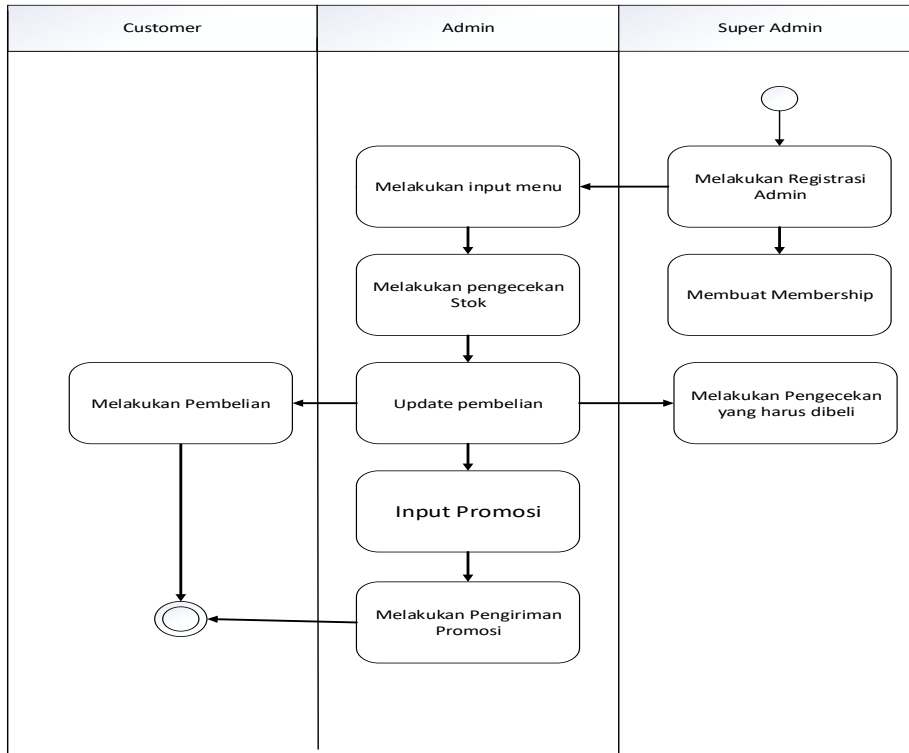 Customer
Admin
Super Admin
Melakukan input menu
Melakukan Registrasi
Admin
Melakukan pengecekan
Stok
Membuat Membership
Melakukan Pembelian
Update pembelian
Melakukan Pengecekan
yang harus dibeli
Input Promosi
Melakukan Pengiriman
Promosi